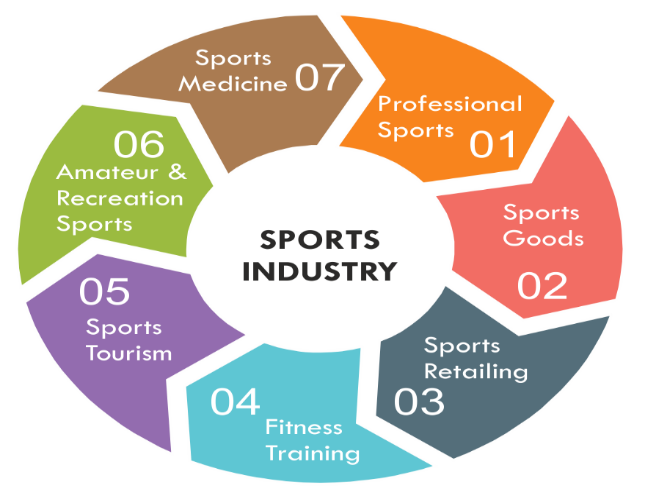 SPORTS
INDUSTRY
Professional
Sports 01
Sports
Goods
02
Sports
Retailing
03
04
Fitness
Training
05
Sports
Tourism
06
Amateur &
Recreation
Sports
Sports
Medicine 07